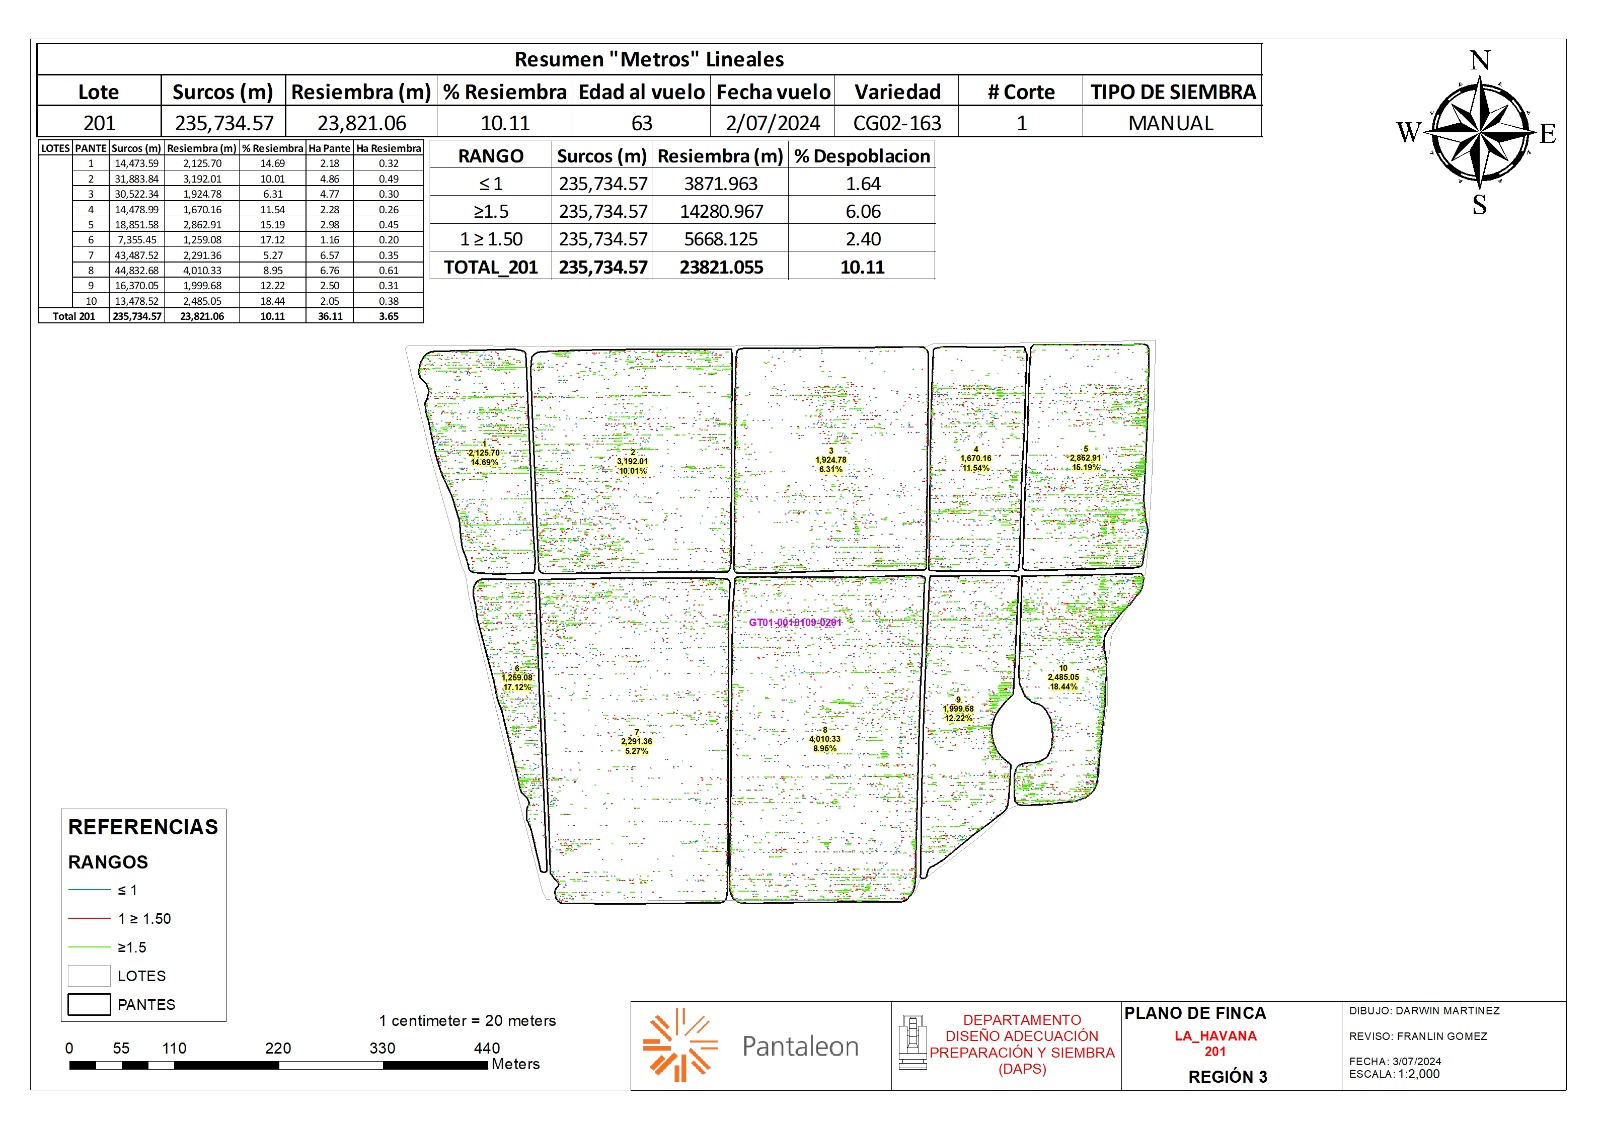 Resumen "Metros" Lineales
Lote Surcos (m) Resiembra (m) % Resiembra Edad al vuelo Fecha vuelo Variedad # Corte TIPO DE SIEMBRA
201 235,734.57 23,821.06 10.11 63 2/07/2024 CG02-163 1 MANUAL
LOTES PANTE Surcos (m) Resiembra (m) % Resiembra Ha Pante Ha Resiembra
1 14,473.59 2,125.70 14.69 2.18 0.32
2 31,883.84 3,192.01 10.01 4.86 0.49
3 30,522.34 1,924.78 6.31 4.77 0.30
4 14,478.99 1,670.16 11.54 2.28 0.26
5 18,851.58 2,862.91 15.19 2.98 0.45
6 7,355.45 1,259.08 17.12 1.16 0.20
7 43,487.52 2,291.36 5.27 6.57 0.35
8 44,832.68 4,010.33 8.95 6.76 0.61
9 16,370.05 1,999.68 12.22 2.50 0.31
10 13,478.52 2,485.05 18.44 2.05 0.38
Total 201 235,734.57 23,821.06 10.11 36.11 3.65
RANGO Surcos (m) Resiembra (m) % Despoblacion
≤ 1 235,734.57 3871.963 1.64
≥1.5 235,734.57 14280.967 6.06
1 ≥ 1.50 235,734.57 5668.125 2.40
TOTAL_201 235,734.57 23821.055 10.11
N
W E
S
1
2,125.70
14.69%
2
3,192.01
10.01%
3
1,924.78
6.31%
4
1,670.16
11.54%
5
2,862.91
15.19%
GT01-0010109-0201
6
1,259.08
17.12%
7
2,291.36
5.27%
8
4,010.33
8.95%
9
1,999.68
12.22%
10
2,485.05
18.44%
REFERENCIAS
RANGOS
≤ 1
1 ≥ 1.50
≥1.5
LOTES
PANTES
1 centimeter = 20 meters
0 55 110 220 330 440
Meters
Pantaleon
DEPARTAMENTO
DISEÑO ADECUACIÓN
PREPARACIÓN Y SIEMBRA
(DAPS)
PLANO DE FINCA
LA_HAVANA
201
REGIÓN 3
DIBUJO: DARWIN MARTINEZ
REVISO: FRANLIN GOMEZ
FECHA: 3/07/2024
ESCALA: 1:2,000